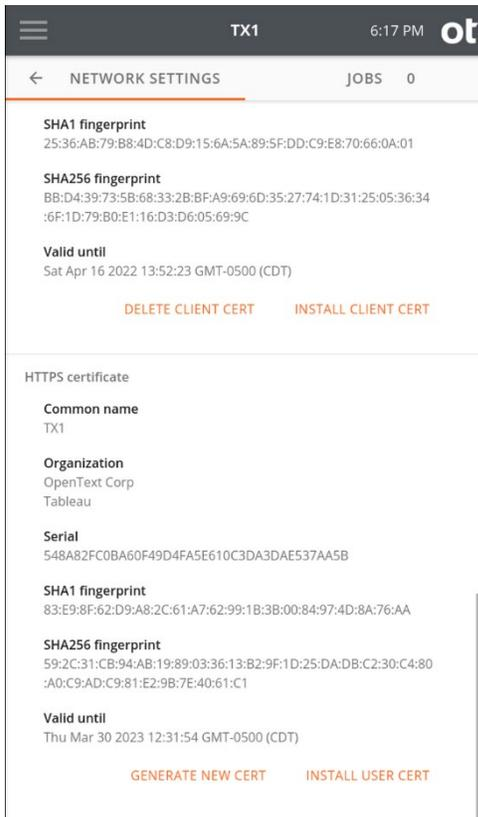 TX1 6:17 PM ot
NETWORK SETTINGS JOBS 0
SHA1 fingerprint
25:36:AB:79:B8:4D:C8:D9:15:6A:5A:89:5F:DD:C9:E8:70:66:0A:01
SHA256 fingerprint
BB:D4:39:73:5B:68:33:2B:BF:A9:69:6D:35:27:74:1D:31:25:05:36:34
:6F:1D:79:B0:E1:16:D3:D6:05:69:9C
Valid until
Sat Apr 16 2022 13:52:23 GMT-0500 (CDT)
DELETE CLIENT CERT INSTALL CLIENT CERT
HTTPS certificate
Common name
TX1
Organization
OpenText Corp
Tableau
Serial
548A82FC0BA60F49D4FA5E610C3DA3DAE537AA5B
SHA1 fingerprint
83:E9:8F:62:D9:A8:2C:61:A7:62:99:1B:3B:00:84:97:4D:8A:76:AA
SHA256 fingerprint
59:2C:31:CB:94:AB:19:89:03:36:13:B2:9F:1D:25:DA:DB:C2:30:C4:80
:A0:C9:AD:C9:81:E2:9B:7E:40:61:C1
Valid until
Thu Mar 30 2023 12:31:54 GMT-0500 (CDT)
GENERATE NEW CERT INSTALL USER CERT